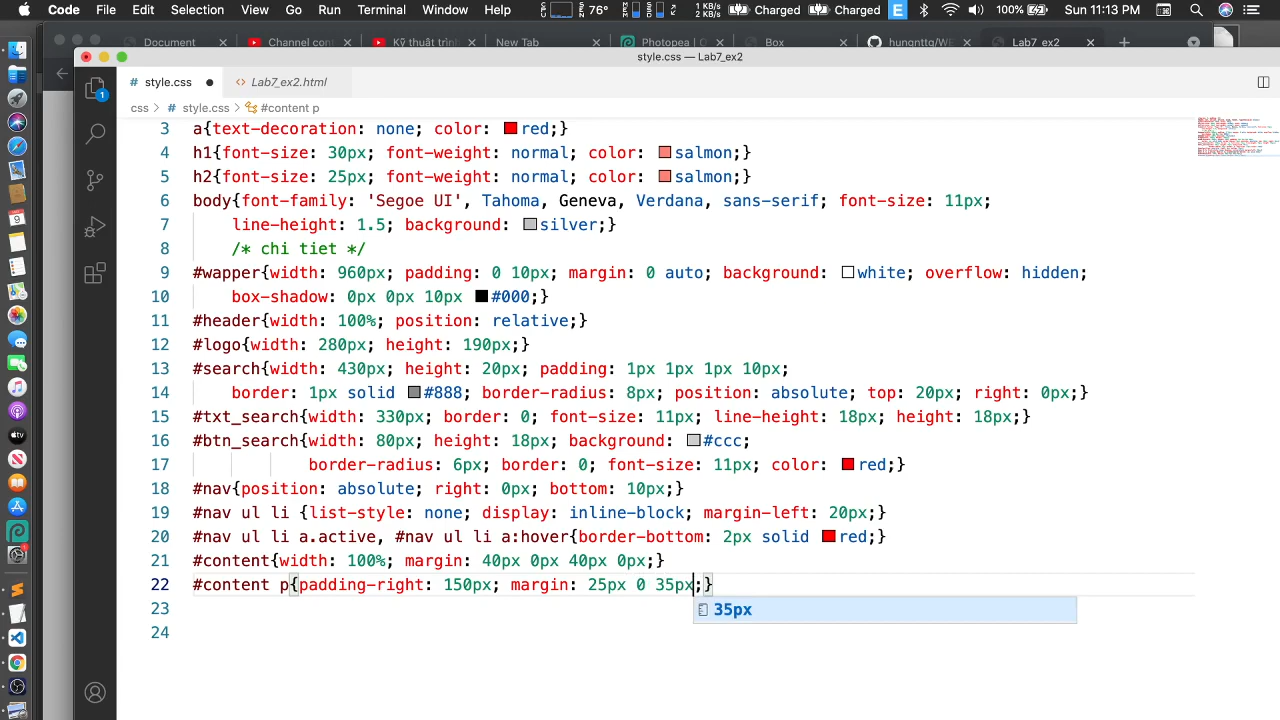 Code File Edit Selection View Go Run Terminal Window Help 76° 1 KB/s 2 KB/s Charged Charged E 100% Sun 11:13 PM
Document Channel con Kỹ thuật trình New Tab Photopea | O Box hungnttg/WE Lab7_ex2
style.css — Lab7_ex2
# style.css <> Lab7_ex2.html
css > # style.css > #content p
3 a{text-decoration: none; color: red;}
4 h1{font-size: 30px; font-weight: normal; color: salmon;}
5 h2{font-size: 25px; font-weight: normal; color: salmon;}
6 body{font-family: 'Segoe UI', Tahoma, Geneva, Verdana, sans-serif; font-size: 11px;
7 line-height: 1.5; background: silver;}
8 /* chi tiet */
9 #wapper{width: 960px; padding: 0 10px; margin: 0 auto; background: white; overflow: hidden;
10 box-shadow: 0px 0px 10px #000;}
11 #header{width: 100%; position: relative;}
12 #logo{width: 280px; height: 190px;}
13 #search{width: 430px; height: 20px; padding: 1px 1px 1px 10px;
14 border: 1px solid #888; border-radius: 8px; position: absolute; top: 20px; right: 0px;}
15 #txt_search{width: 330px; border: 0; font-size: 11px; line-height: 18px; height: 18px;}
16 #btn_search{width: 80px; height: 18px; background: #ccc;
17 border-radius: 6px; border: 0; font-size: 11px; color: red;}
18 #nav{position: absolute; right: 0px; bottom: 10px;}
19 #nav ul li {list-style: none; display: inline-block; margin-left: 20px;}
20 #nav ul li a.active, #nav ul li a:hover{border-bottom: 2px solid red;}
21 #content{width: 100%; margin: 40px 0px 40px 0px;}
22 #content p{padding-right: 150px; margin: 25px 0 35px;}
23
35px
24